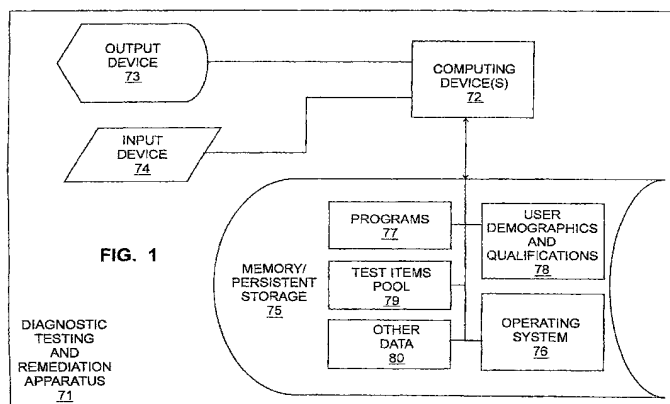 OUTPUT
DEVICE
73
COMPUTING
DEVICE(S)
72
INPUT
DEVICE
74
FIG. 1
MEMORY/
PERSISTENT
STORAGE
75
PROGRAMS
77
USER
DEMOGRAPHICS
AND
QUALIFICATIONS
78
TEST ITEMS
POOL
79
OTHER
DATA
80
OPERATING
SYSTEM
76
DIAGNOSTIC
TESTING
AND
REMEDIATION
APPARATUS
71